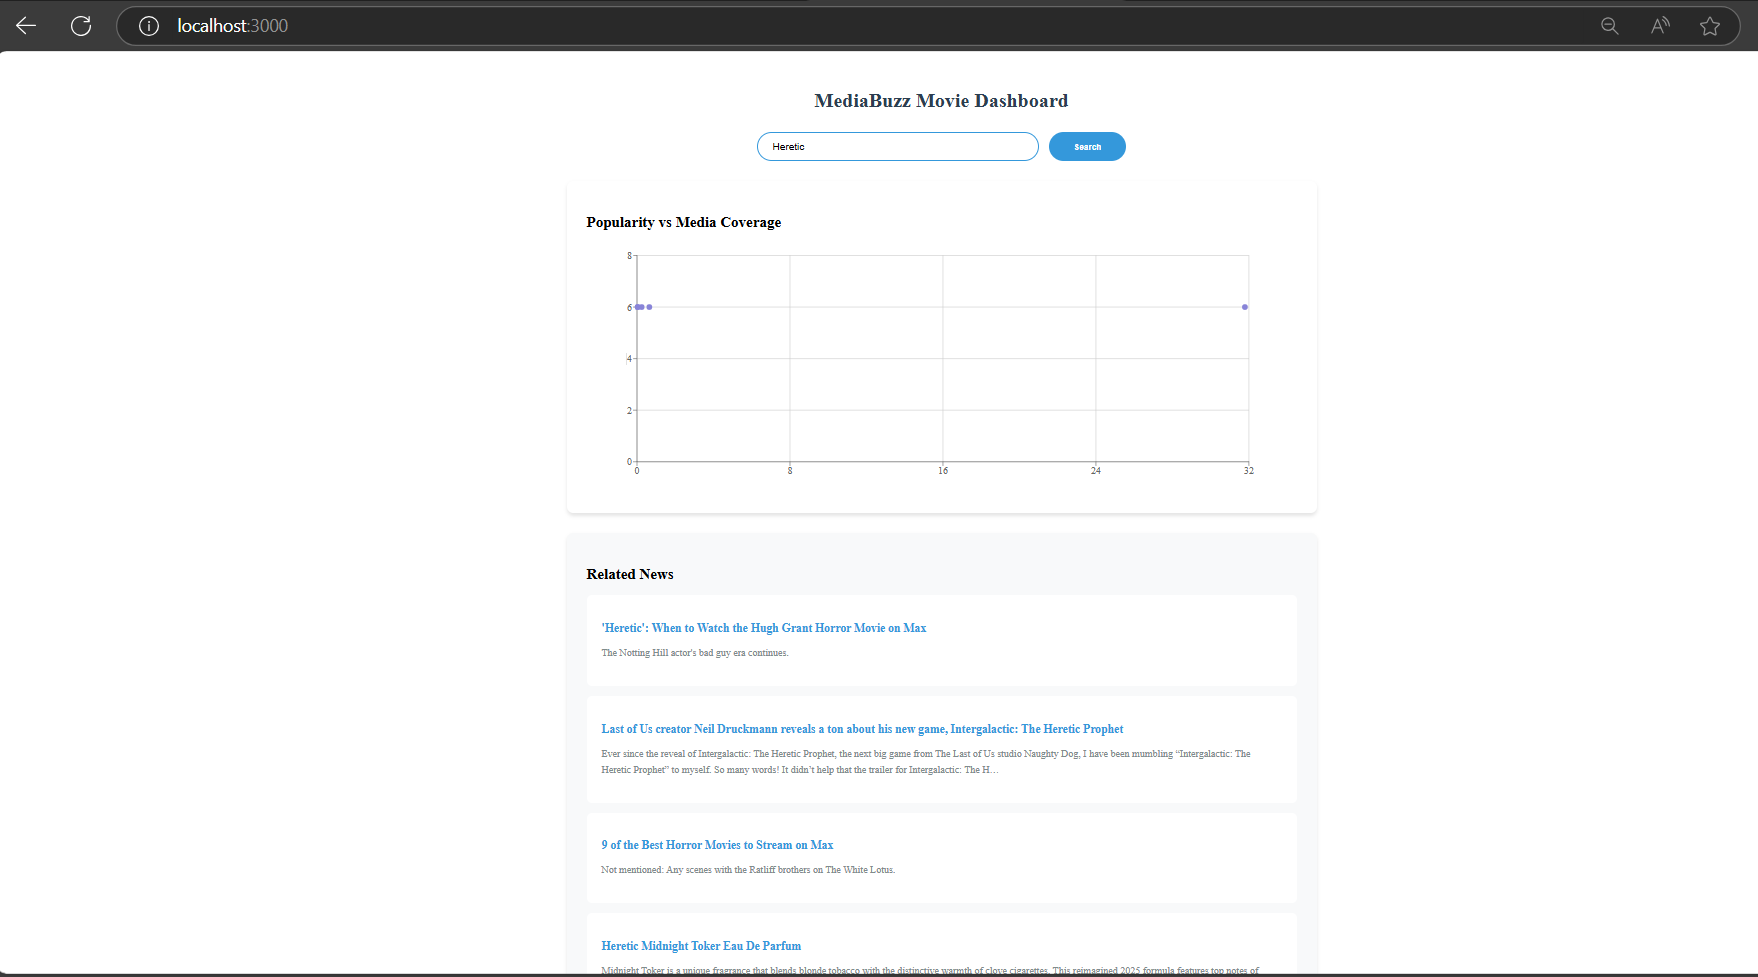 localhost:3000
MediaBuzz Movie Dashboard
Heretic
Search
Popularity vs Media Coverage
8
6
4
2
0
0 8 16 24 32
Related News
'Heretic': When to Watch the Hugh Grant Horror Movie on Max
The Notting Hill actor's bad guy era continues.
Last of Us creator Neil Druckmann reveals a ton about his new game, Intergalactic: The Heretic Prophet
Ever since the reveal of Intergalactic: The Heretic Prophet, the next big game from The Last of Us studio Naughty Dog, I have been mumbling “Intergalactic: The
Heretic Prophet” to myself. So many words! It didn’t help that the trailer for Intergalactic: The H…
9 of the Best Horror Movies to Stream on Max
Not mentioned: Any scenes with the Ratliff brothers on The White Lotus.
Heretic Midnight Toker Eau De Parfum
Midnight Toker is a unique fragrance that blends blonde tobacco with the distinctive warmth of clove cigarettes. This reimagined 2025 formula features top notes of